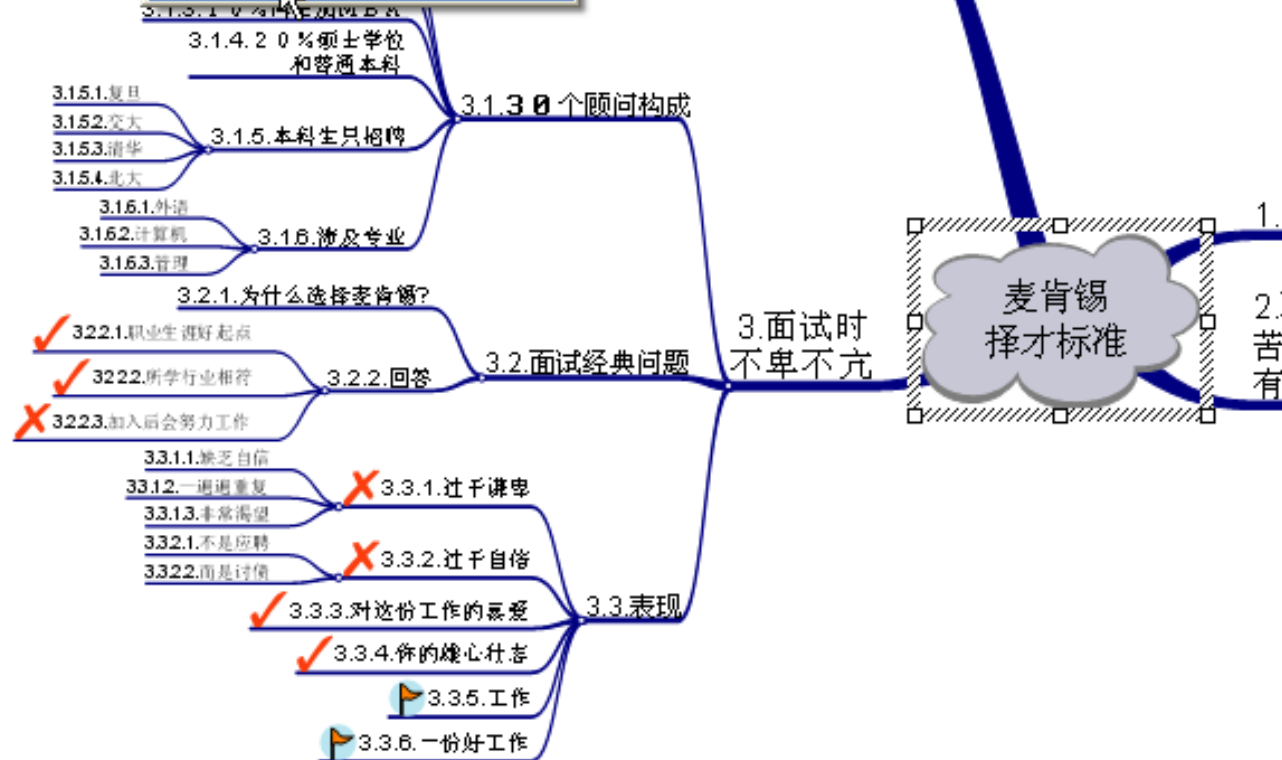 3.1.4.２０％硕士学位
和普通本科
3.1.３０个顾问构成
3.1.5.本科生只招聘
3.1.5.1.复旦
3.1.5.2.交大
3.1.5.3.清华
3.1.5.4.北大
3.1.6.涉及专业
3.1.6.1.外语
3.1.6.2.计算机
3.1.6.3.管理
3.2.1.为什么选择麦肯锡?
3.2.面试经典问题
3.2.2.回答
3.2.2.1.职业生涯好起点
3.2.2.2.所学行业相符
3.2.2.3.加入后会努力工作
3.面试时
不卑不亢
麦肯锡
择才标准
1.
2.
苦
有
3.3.1.过于谦卑
3.3.1.1.缺乏自信
3.3.1.2.一遍遍重复
3.3.1.3.非常渴望
3.3.2.过于自信
3.3.2.1.不是应聘
3.3.2.2.而是讨债
3.3.表现
3.3.3.对这份工作的喜爱
3.3.4.你的雄心壮志
3.3.5.工作
3.3.6.一份好工作